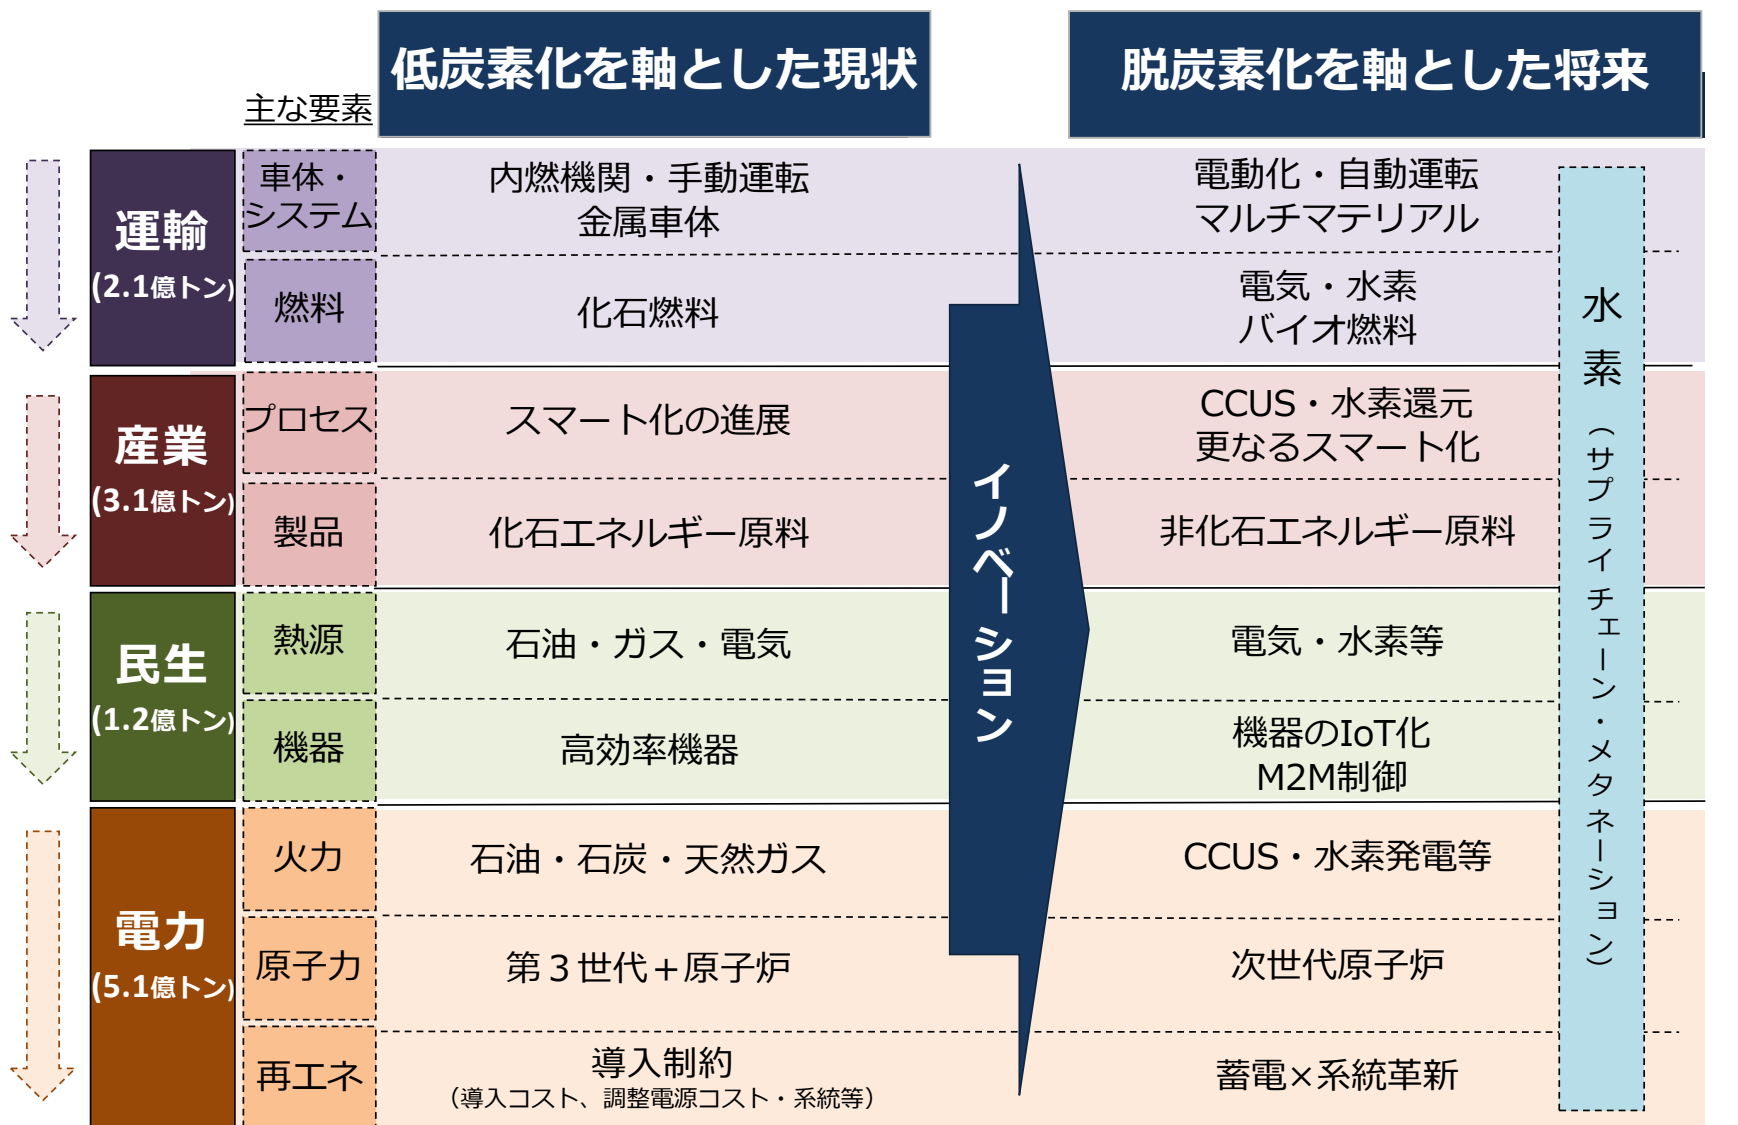 低炭素化を軸とした現状
脱炭素化を軸とした将来
主な要素
運輸
(2.1億トン)
車体・
システム
内燃機関・手動運転
金属車体
電動化・自動運転
マルチマテリアル
燃料
化石燃料
電気・水素
バイオ燃料
産業
(3.1億トン)
プロセス
スマート化の進展
CCUS・水素還元
更なるスマート化
製品
化石エネルギー原料
非化石エネルギー原料
民生
(1.2億トン)
熱源
石油・ガス・電気
電気・水素等
機器
高効率機器
機器のIoT化
M2M制御
電力
(5.1億トン)
火力
石油・石炭・天然ガス
CCUS・水素発電等
原子力
第3世代+原子炉
次世代原子炉
再エネ
導入制約
(導入コスト、調整電源コスト・系統等)
蓄電×系統革新
イノベーション
水素(サプライチェーン・メタネーション)